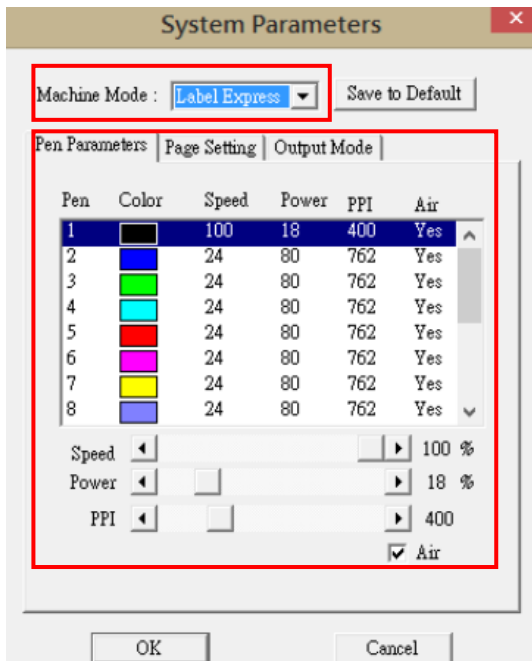 System Parameters
Machine Mode : Label Express Save to Default
Pen Parameters Page Setting Output Mode
Pen Color Speed Power PPI Air
1 100 18 400 Yes
2 24 80 762 Yes
3 24 80 762 Yes
4 24 80 762 Yes
5 24 80 762 Yes
6 24 80 762 Yes
7 24 80 762 Yes
8 24 80 762 Yes
Speed 100 %
Power 18 %
PPI 400
Air
OK Cancel